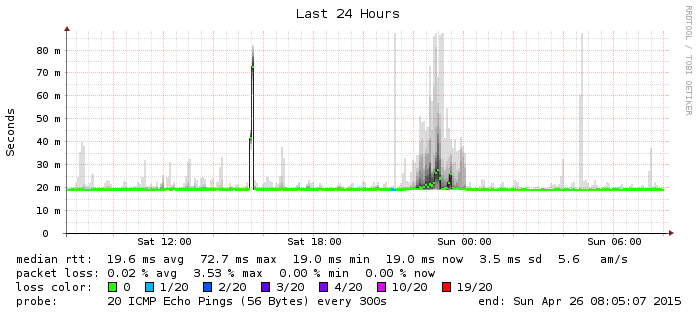 Last 24 Hours
RRDTOOL / TOBI OETIKER
Seconds
80 m
70 m
60 m
50 m
40 m
30 m
20 m
10 m
0
Sat 12:00 Sat 18:00 Sun 00:00 Sun 06:00
median rtt: 19.6 ms avg 72.7 ms max 19.0 ms min 19.0 ms now 3.5 ms sd 5.6 am/s
packet loss: 0.02 % avg 3.53 % max 0.00 % min 0.00 % now
loss color: 0 1/20 2/20 3/20 4/20 10/20 19/20
probe: 20 ICMP Echo Pings (56 Bytes) every 300s end: Sun Apr 26 08:05:07 2015